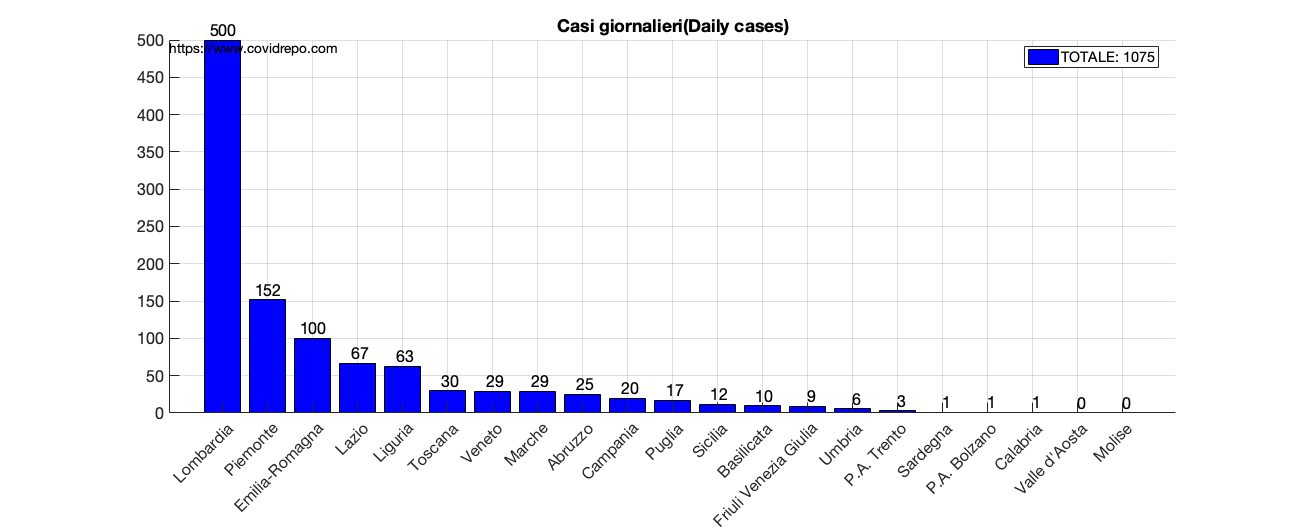 Casi giornalieri(Daily cases)
https://www.covidrepo.com
TOTALE: 1075
500
450
400
350
300
250
200
150
100
50
0
500
152
100
67
63
30
29
29
25
20
17
12
10
9
6
3
1
1
1
0
0
Lombardia
Piemonte
Emilia-Romagna
Lazio
Liguria
Toscana
Veneto
Marche
Abruzzo
Campania
Puglia
Sicilia
Basilicata
Friuli Venezia Giulia
Umbria
P.A. Trento
Sardegna
P.A. Bolzano
Calabria
Valle d'Aosta
Molise